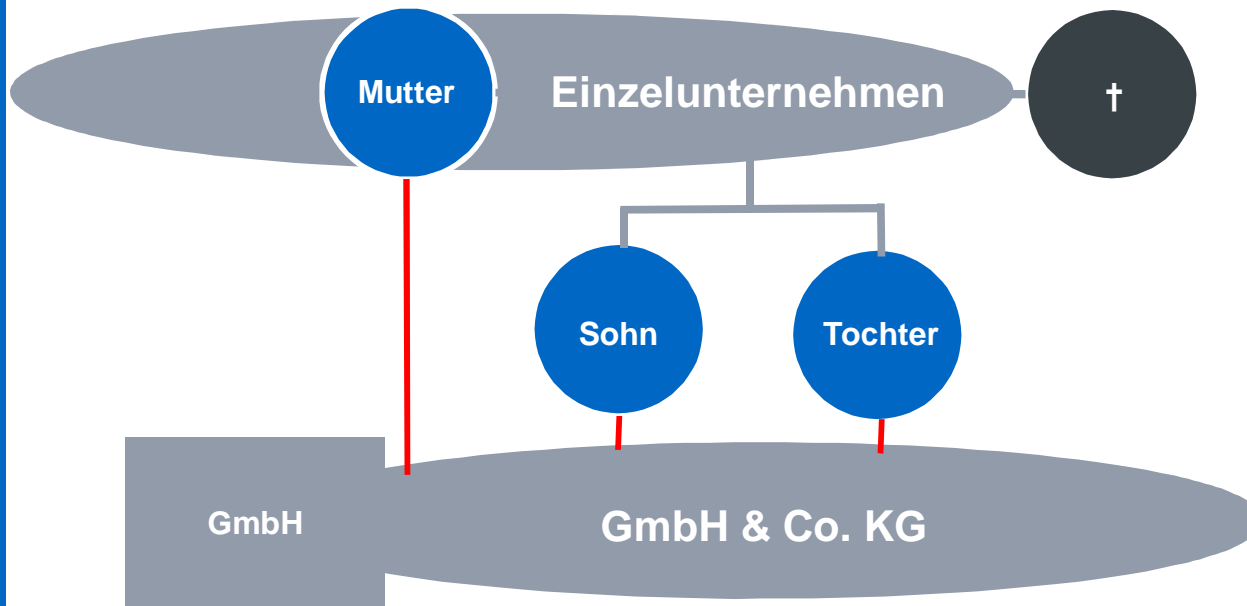 Mutter
Einzelunternehmen
†
Sohn
Tochter
GmbH
GmbH & Co. KG